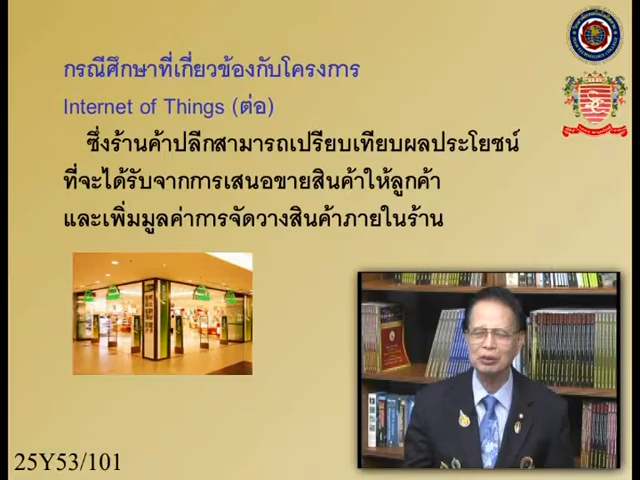 กรณีศึกษาที่เกี่ยวข้องกับโครงการ
Internet of Things (ต่อ)
ซึ่งร้านค้าปลีกสามารถเปรียบเทียบผลประโยชน์
ที่จะได้รับจากการเสนอขายสินค้าให้ลูกค้า
และเพิ่มมูลค่าการจัดวางสินค้าภายในร้าน
25Y53/101